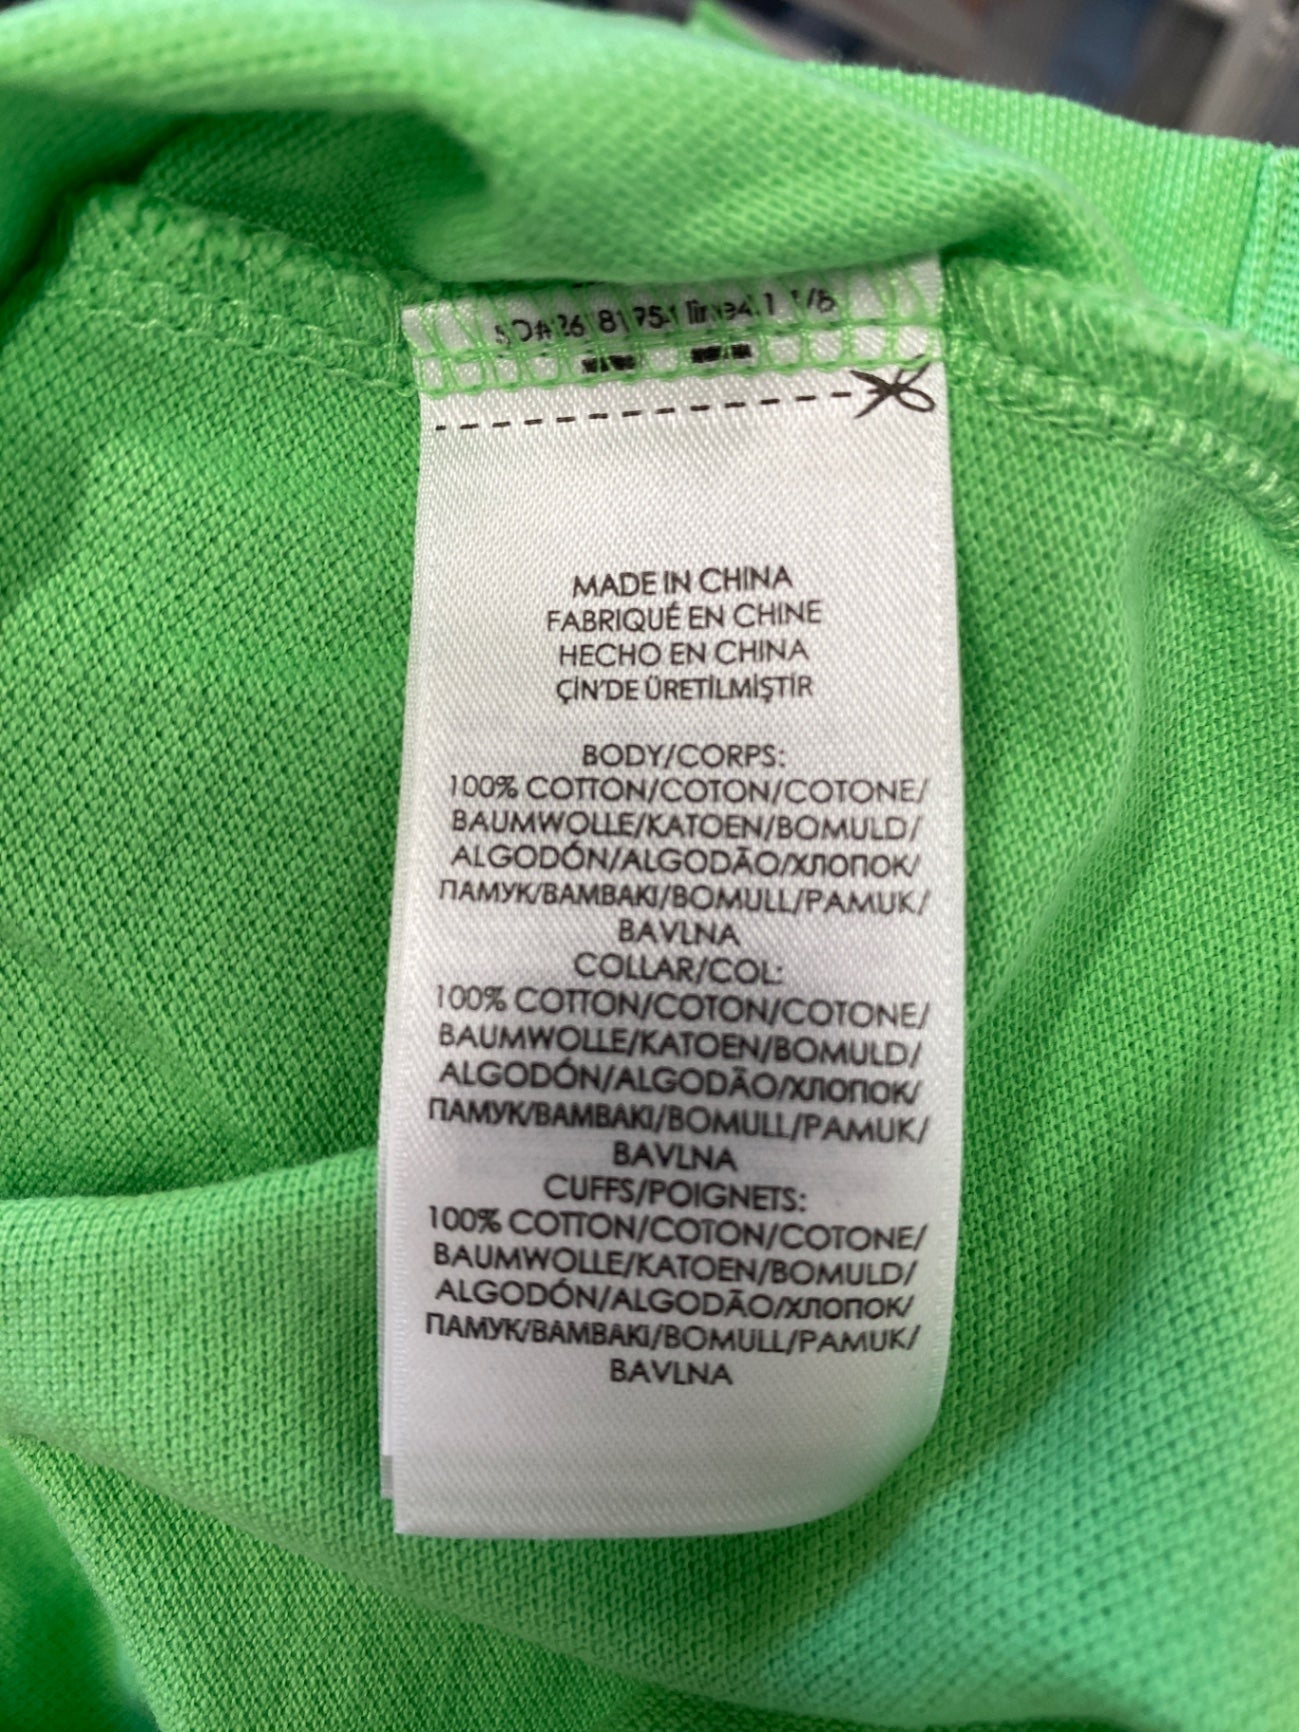 MADE IN CHINA
FABRIQUÉ EN CHINE
HECHO EN CHINA
ÇİN'DE ÜRETİLMİŞTİR
BODY/CORPS:
100% COTTON/COTON/COTONE/
BAUMWOLLE/KATOEN/BOMULD/
ALGODÓN/ALGODÃO/ХЛОПОК/
ПАМУК/BAMBAKI/BOMULL/PAMUK/
BAVLNA
COLLAR/COL:
100% COTTON/COTON/COTONE/
BAUMWOLLE/KATOEN/BOMULD/
ALGODÓN/ALGODÃO/ХЛОПОК/
ПАМУК/BAMBAKI/BOMULL/PAMUK/
BAVLNA
CUFFS/POIGNETS:
100% COTTON/COTON/COTONE/
BAUMWOLLE/KATOEN/BOMULD/
ALGODÓN/ALGODÃO/ХЛОПОК/
ПАМУК/BAMBAKI/BOMULL/PAMUK/
BAVLNA